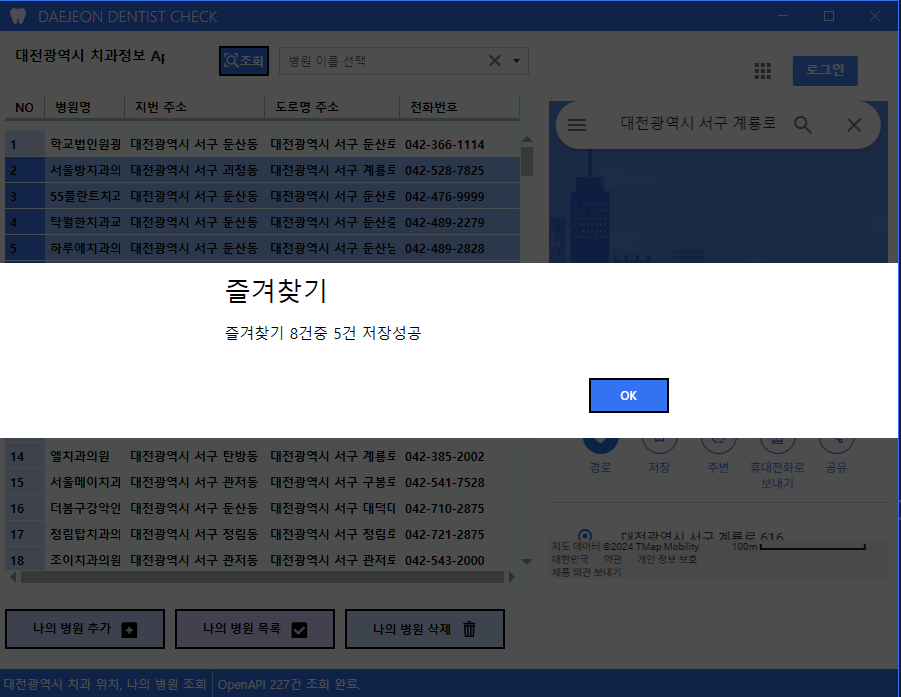 DAEJEON DENTIST CHECK
대전광역시 치과정보 Ap
조회
병원 이름 선택
로그인
NO 병원명 지번 주소 도로명 주소 전화번호
1 학교법인원광 대전광역시 서구 둔산동 대전광역시 서구 둔산로 042-366-1114
2 서울방치과의 대전광역시 서구 괴정동 대전광역시 서구 계룡로 042-528-7825
3 55플란트치고 대전광역시 서구 둔산동 대전광역시 서구 둔산로 042-476-9999
4 탁월한치과교 대전광역시 서구 둔산동 대전광역시 서구 둔산로 042-489-2279
5 하루에치과의 대전광역시 서구 둔산동 대전광역시 서구 둔산남 042-489-2828
대전광역시 서구 계룡로
즐겨찾기
즐겨찾기 8건중 5건 저장성공
OK
14 엘치과의원 대전광역시 서구 탄방동 대전광역시 서구 계룡로 042-385-2002
15 서울메이치과 대전광역시 서구 관저동 대전광역시 서구 구봉로 042-541-7528
16 더봄구강악안 대전광역시 서구 관저동 대전광역시 서구 대덕대 042-710-2875
17 정림탑치과의 대전광역시 서구 정림동 대전광역시 서구 정림로 042-721-2875
18 조이치과의원 대전광역시 서구 관저동 대전광역시 서구 관저로 042-543-2000
경로 저장 주변 휴대전화로 보내기 공유
대전광역시 서구 계룡로 616
지도 데이터 ©2024 TMap Mobility 100m
대한민국 약관 개인 정보 보호
제품 의견 보내기
나의 병원 추가
나의 병원 목록
나의 병원 삭제
대전광역시 치과 위치, 나의 병원 조회
OpenAPI 227건 조회 완료.